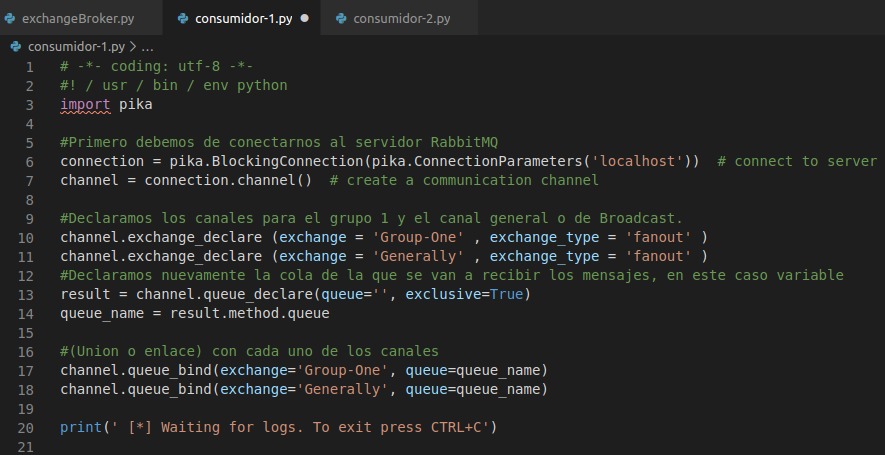 exchangeBroker.py consumidor-1.py consumidor-2.py
consumidor-1.py > ...
1 # -*- coding: utf-8 -*-
2 #! / usr / bin / env python
3 import pika
4
5 #Primero debemos de conectarnos al servidor RabbitMQ
6 connection = pika.BlockingConnection(pika.ConnectionParameters('localhost')) # connect to server
7 channel = connection.channel() # create a communication channel
8
9 #Declaramos los canales para el grupo 1 y el canal general o de Broadcast.
10 channel.exchange_declare (exchange = 'Group-One' , exchange_type = 'fanout' )
11 channel.exchange_declare (exchange = 'Generally' , exchange_type = 'fanout' )
12 #Declaramos nuevamente la cola de la que se van a recibir los mensajes, en este caso variable
13 result = channel.queue_declare(queue='', exclusive=True)
14 queue_name = result.method.queue
15
16 #(Union o enlace) con cada uno de los canales
17 channel.queue_bind(exchange='Group-One', queue=queue_name)
18 channel.queue_bind(exchange='Generally', queue=queue_name)
19
20 print(' [*] Waiting for logs. To exit press CTRL+C')
21